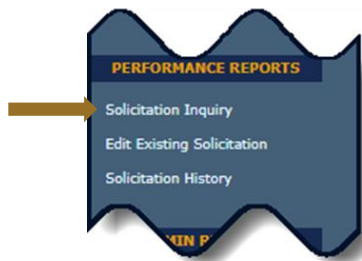 PERFORMANCE REPORTS
Solicitation Inquiry
Edit Existing Solicitation
Solicitation History